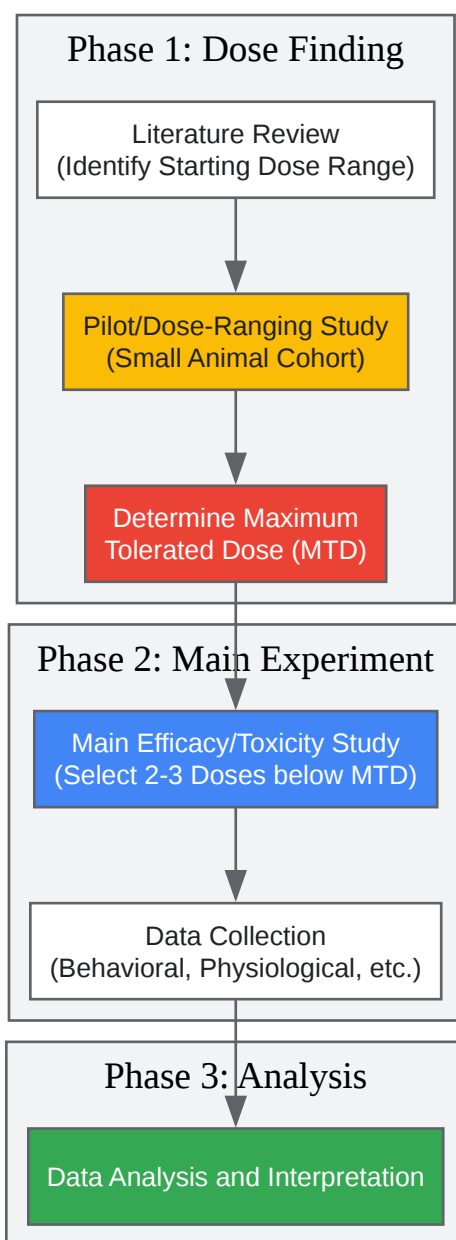 Phase 1: Dose Finding
Literature Review
(Identify Starting Dose Range)
Pilot/Dose-Ranging Study
(Small Animal Cohort)
Determine Maximum
Tolerated Dose (MTD)
Phase 2: Main Experiment
Main Efficacy/Toxicity Study
(Select 2-3 Doses below MTD)
Data Collection
(Behavioral, Physiological, etc.)
Phase 3: Analysis
Data Analysis and Interpretation